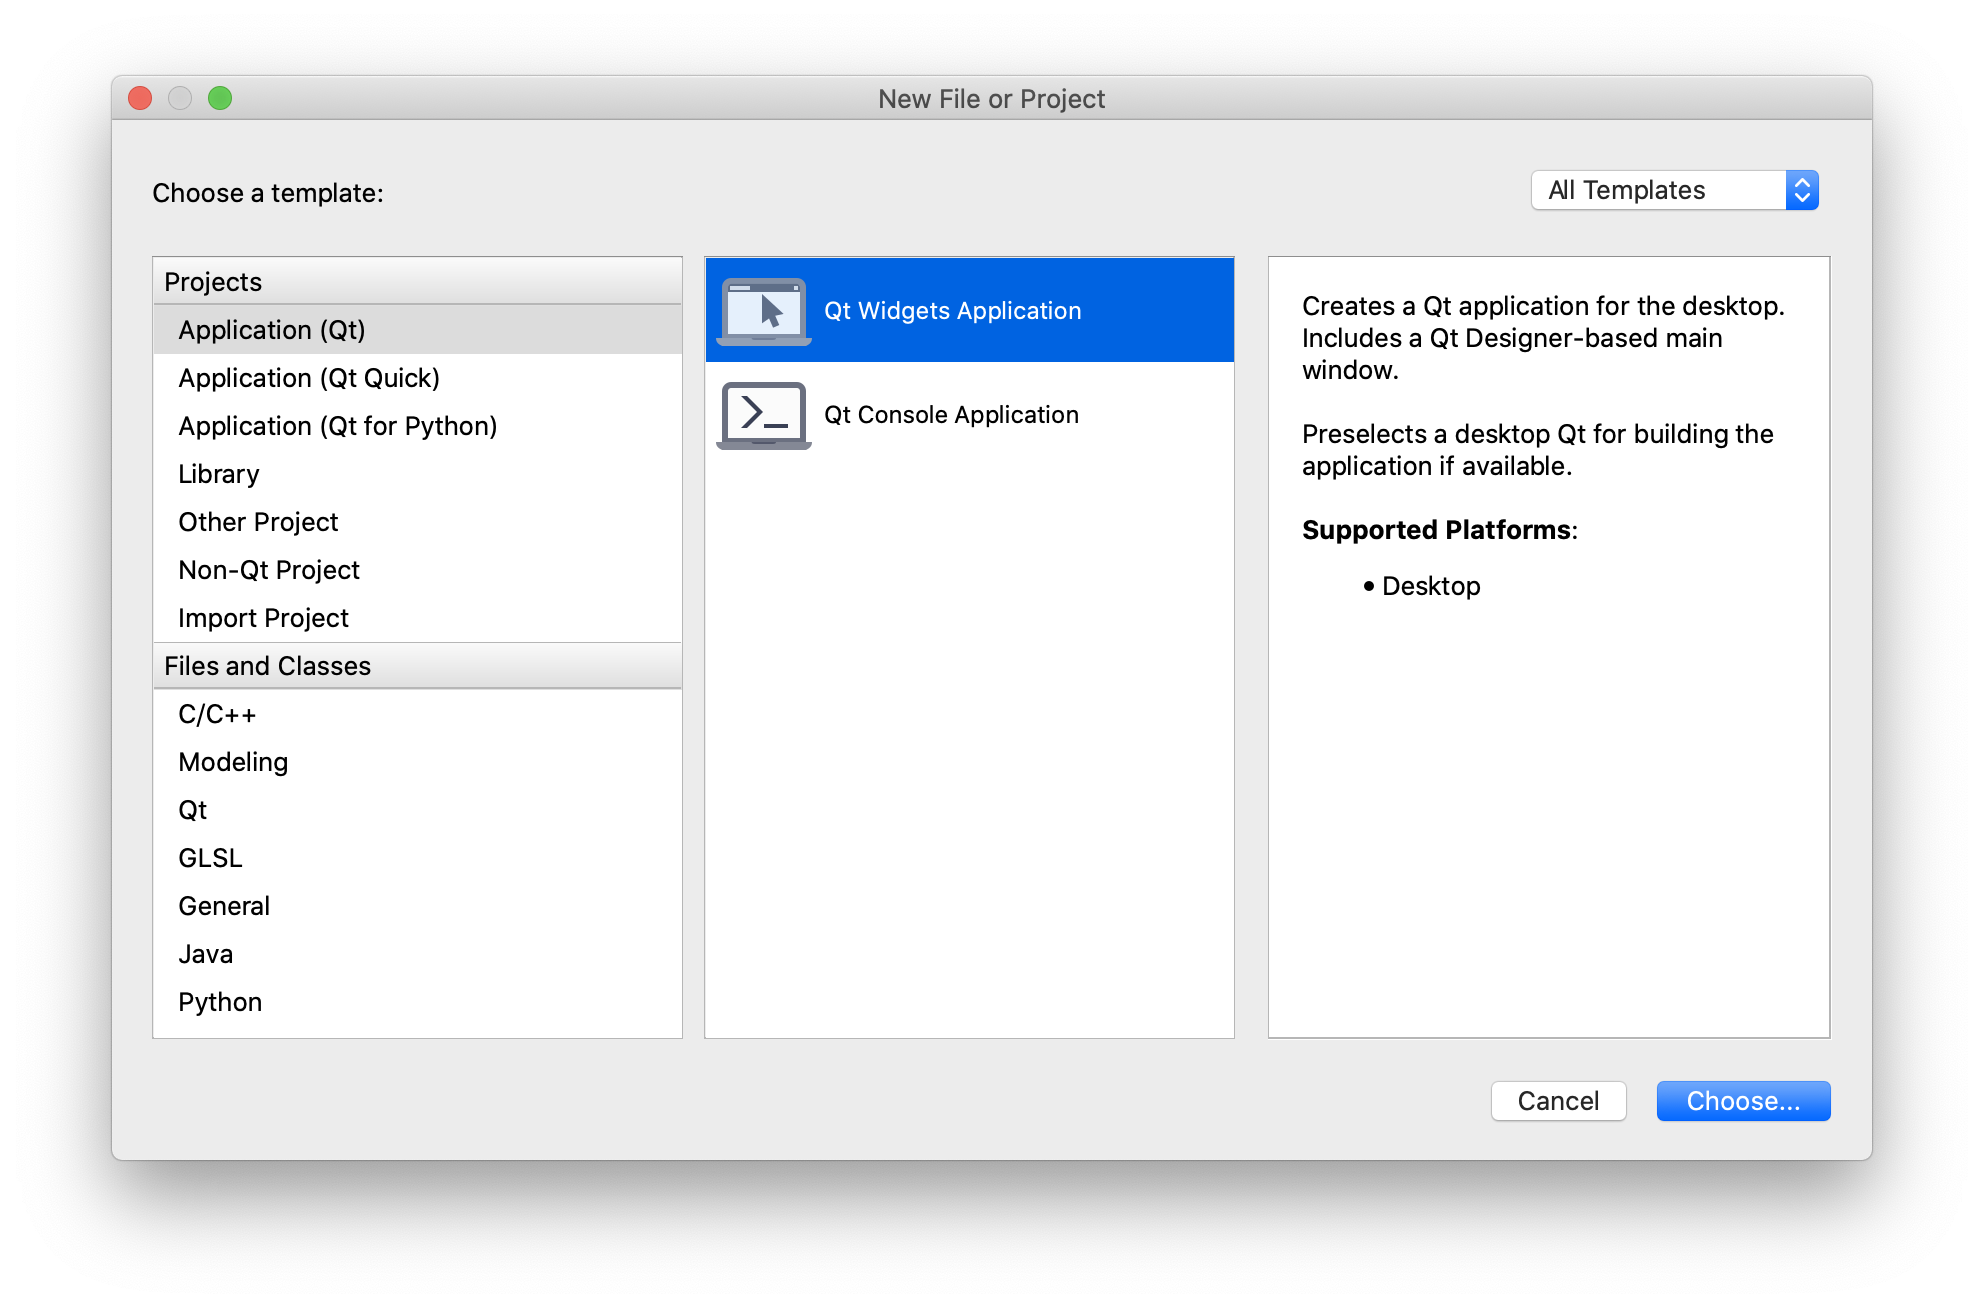 New File or Project
Choose a template:
All Templates
Projects
Application (Qt)
Application (Qt Quick)
Application (Qt for Python)
Library
Other Project
Non-Qt Project
Import Project
Files and Classes
C/C++
Modeling
Qt
GLSL
General
Java
Python
Qt Widgets Application
Qt Console Application
Creates a Qt application for the desktop.
Includes a Qt Designer-based main
window.
Preselects a desktop Qt for building the
application if available.
Supported Platforms:
• Desktop
Cancel
Choose...